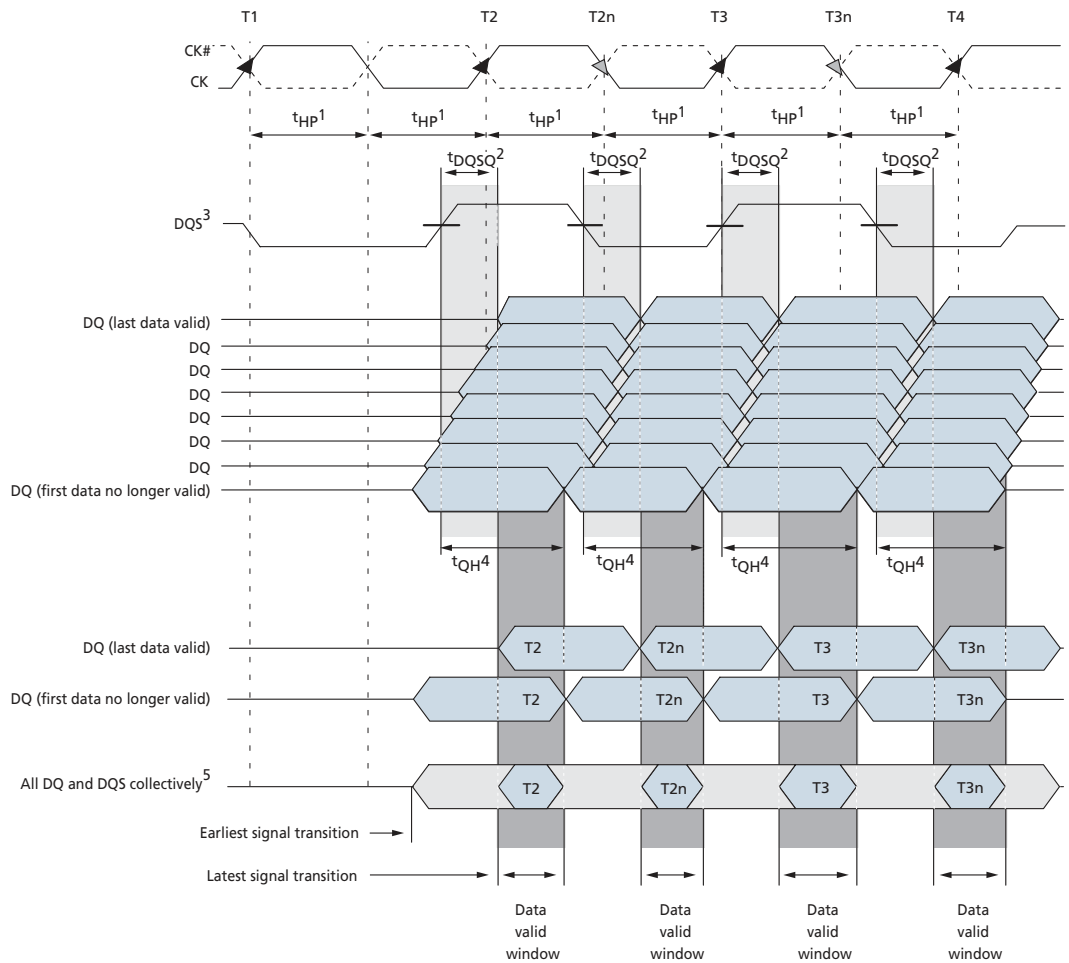 T1 T2 T2n T3 T3n T4
CK#
CK
tHP1 tHP1 tHP1 tHP1 tHP1 tHP1
tDQSQ2 tDQSQ2 tDQSQ2 tDQSQ2
DQS3
DQ (last data valid)
DQ
DQ
DQ
DQ
DQ
DQ
DQ (first data no longer valid)
tQH4 tQH4 tQH4 tQH4
DQ (last data valid) T2 T2n T3 T3n
DQ (first data no longer valid) T2 T2n T3 T3n
All DQ and DQS collectively5 T2 T2n T3 T3n
Earliest signal transition
Latest signal transition
Data valid window
Data valid window
Data valid window
Data valid window